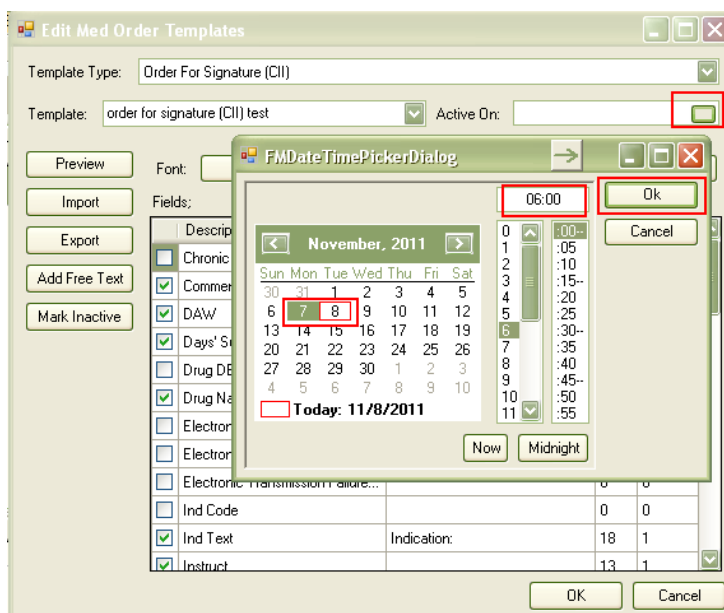 Edit Med Order Templates
Template Type: Order For Signature (CII)
Template: order for signature (CII) test Active On:
Preview
Import
Export
Add Free Text
Mark Inactive
Font:
Fields;
Descrip
Chronic
Commer
DAW
Days' Su
Drug DE
Drug Na
Electron
Electron
Electronic Transmission Failure...
Ind Code 0 0
Ind Text Indication: 18 1
Instruct 13 1
OK Cancel
FMDateTimePickerDialog
06:00
Ok
Cancel
November, 2011
Sun Mon Tue Wed Thu Fri Sat
30 31 1 2 3 4 5
6 7 8 9 10 11 12
13 14 15 16 17 18 19
20 21 22 23 24 25 26
27 28 29 30 1 2 3
4 5 6 7 8 9 10
Today: 11/8/2011
0 :00--
1 :05
2 :10
3 :15--
4 :20
5 :25
6 :30--
7 :35
8 :40
9 :45--
10 :50
11 :55
Now Midnight